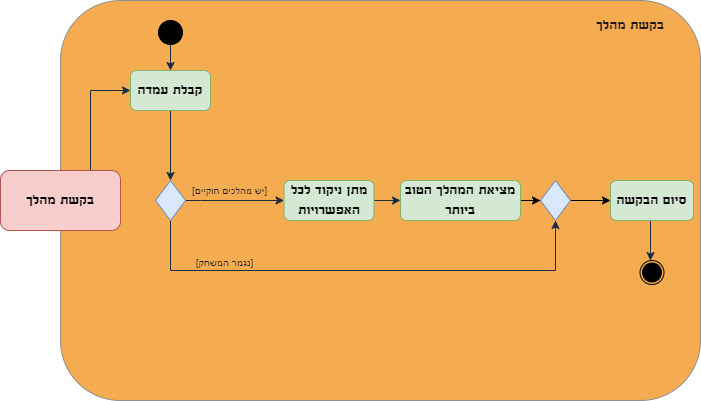 בקשת מהלך
קבלת עמדה
בקשת מהלך
[יש מהלכים חוקיים]
מתן ניקוד לכל
האפשרויות
מציאת המהלך הטוב
ביותר
סיום הבקשה
[נגמר המשחק]